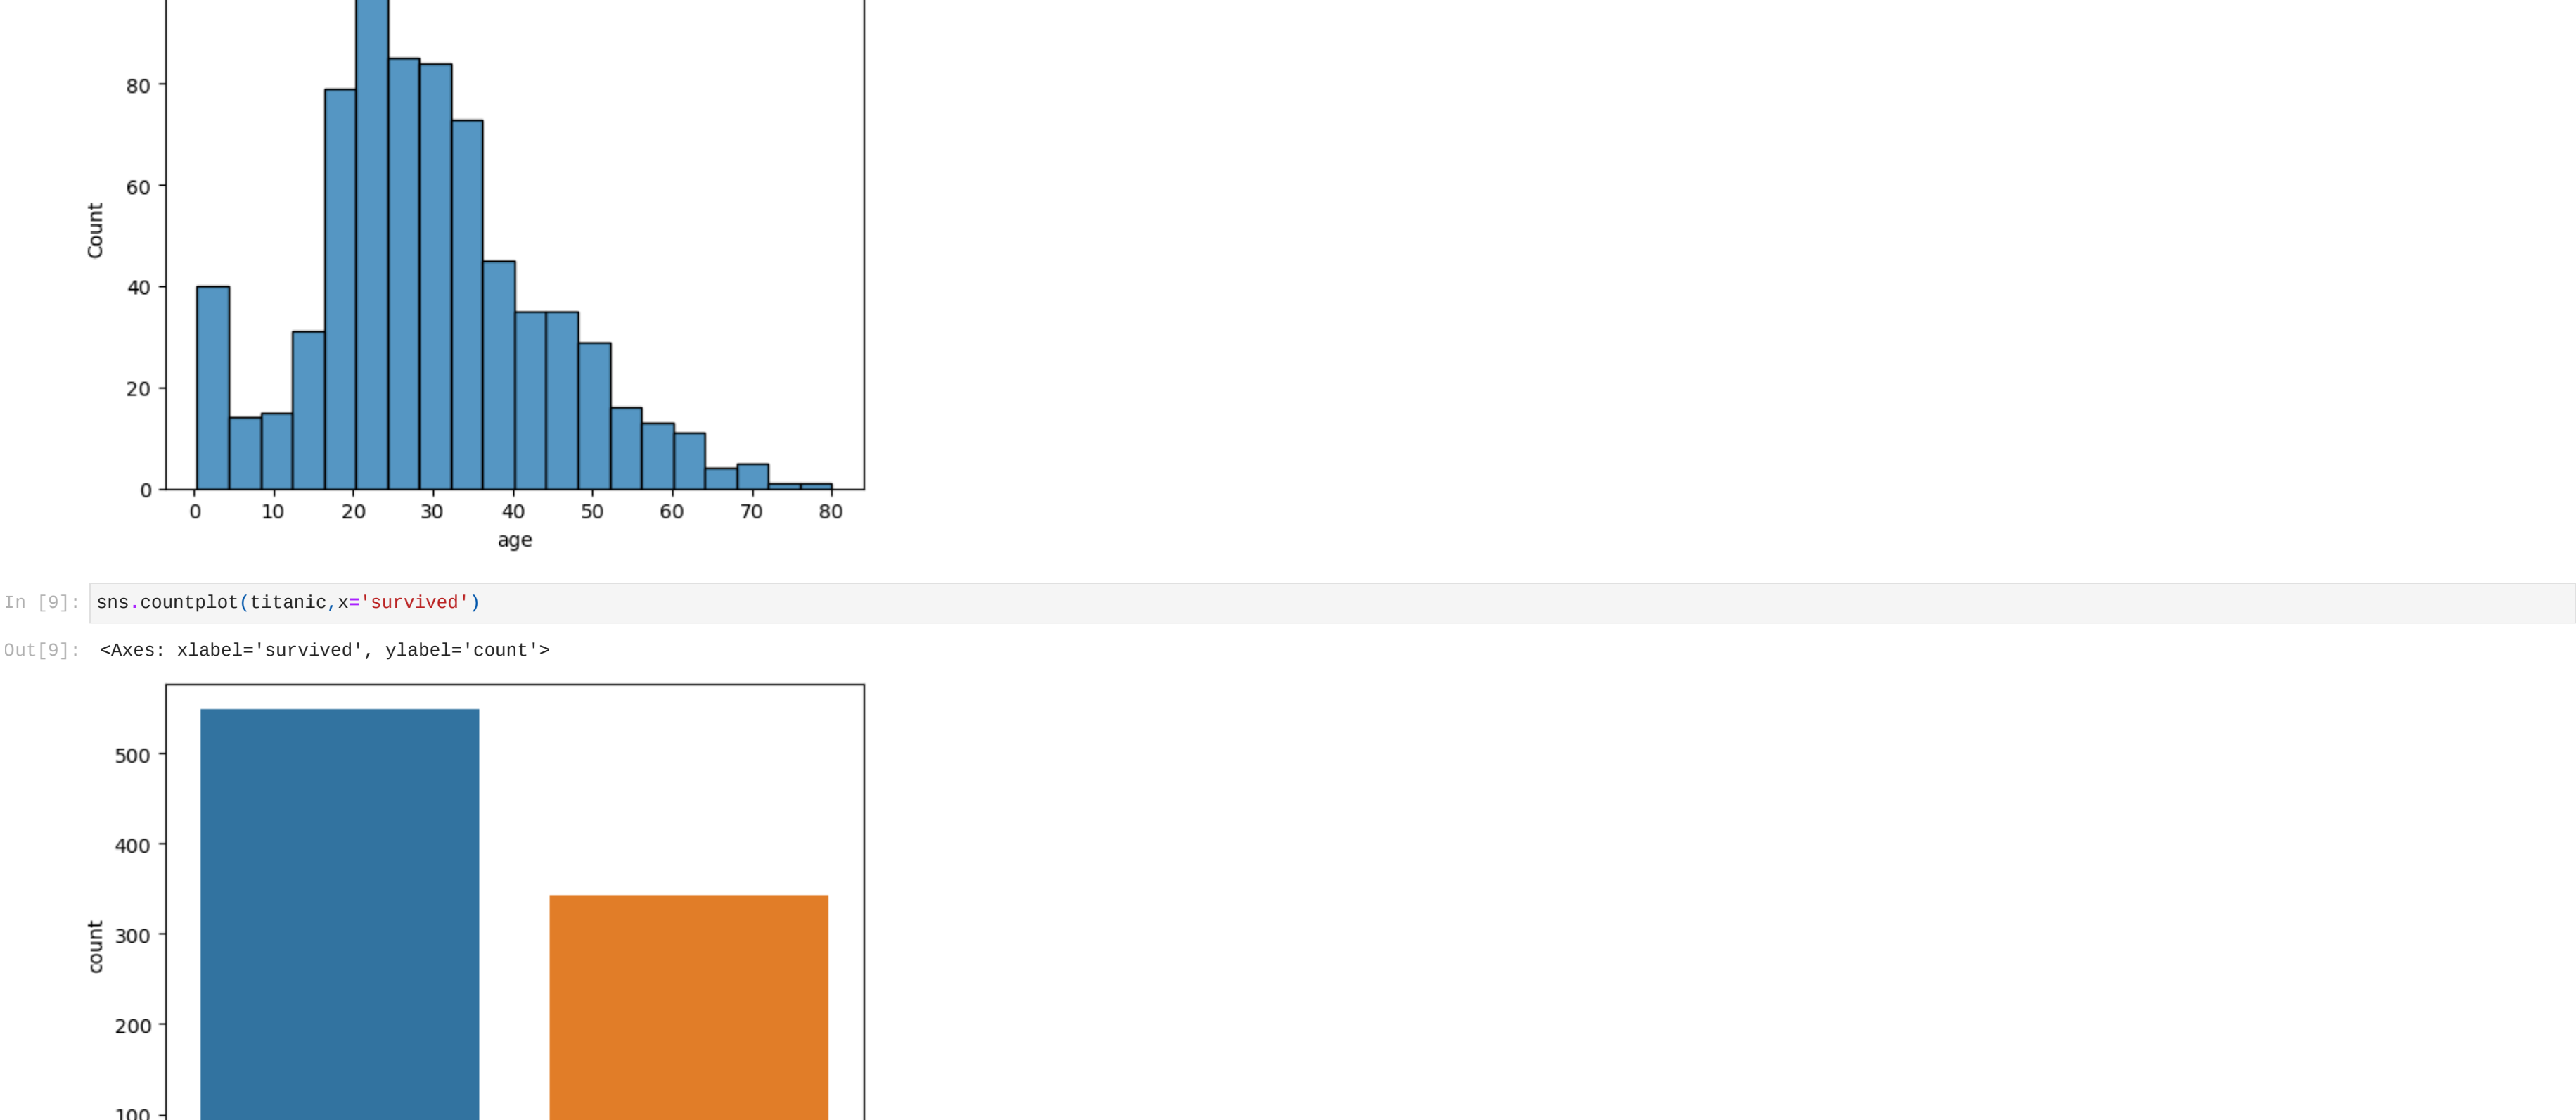 80
60
Count
40
20
0
0 10 20 30 40 50 60 70 80
age
In [9]: sns.countplot(titanic,x='survived')
Out[9]: <Axes: xlabel='survived', ylabel='count'>
500
400
count
300
200
100